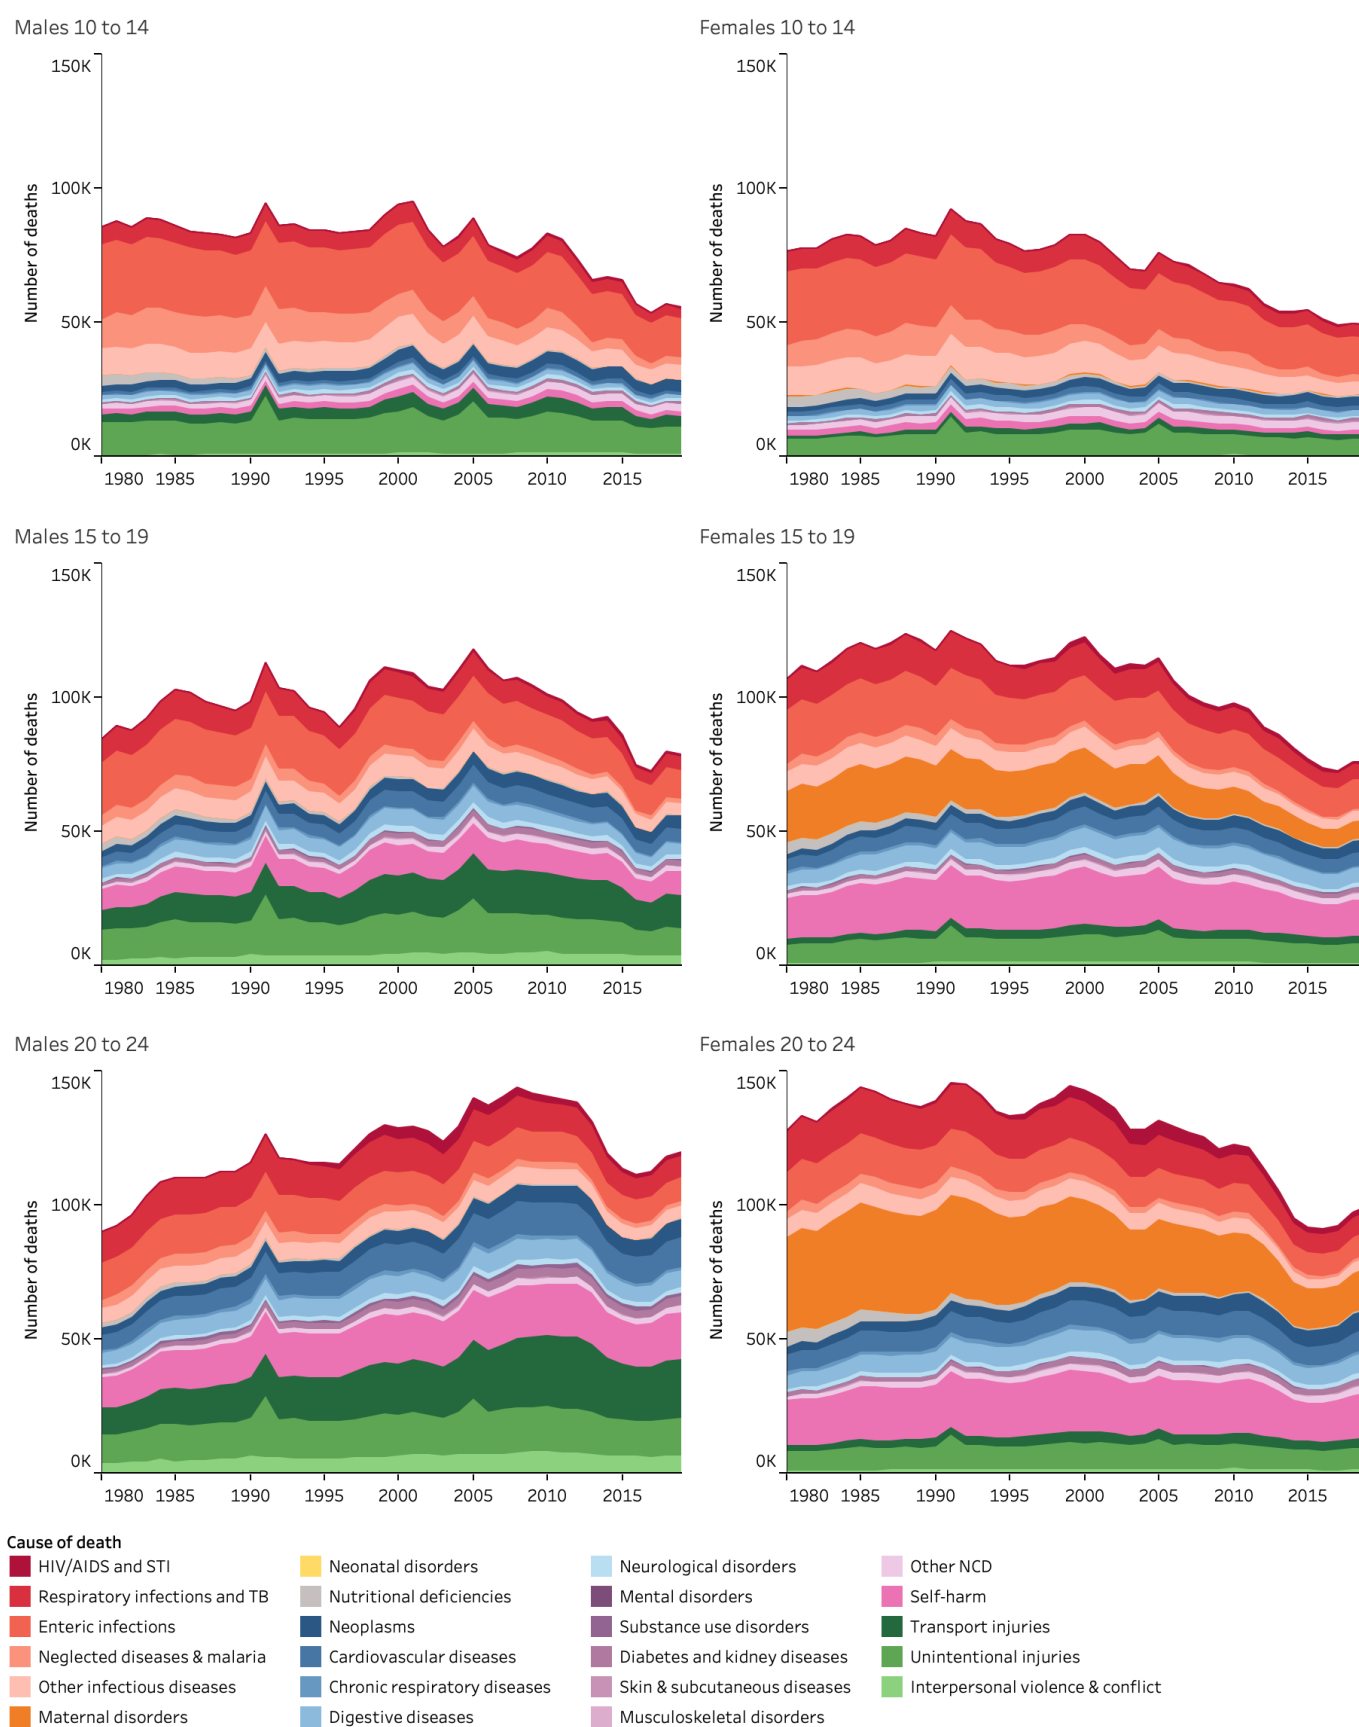 Males 10 to 14
Females 10 to 14
Number of deaths
150K
100K
50K
0K
1980 1985 1990 1995 2000 2005 2010 2015
Number of deaths
150K
100K
50K
0K
1980 1985 1990 1995 2000 2005 2010 2015
Males 15 to 19
Females 15 to 19
Number of deaths
150K
100K
50K
0K
1980 1985 1990 1995 2000 2005 2010 2015
Number of deaths
150K
100K
50K
0K
1980 1985 1990 1995 2000 2005 2010 2015
Males 20 to 24
Females 20 to 24
Number of deaths
150K
100K
50K
0K
1980 1985 1990 1995 2000 2005 2010 2015
Number of deaths
150K
100K
50K
0K
1980 1985 1990 1995 2000 2005 2010 2015
Cause of death
HIV/AIDS and STI
Respiratory infections and TB
Enteric infections
Neglected diseases & malaria
Other infectious diseases
Maternal disorders
Neonatal disorders
Nutritional deficiencies
Neoplasms
Cardiovascular diseases
Chronic respiratory diseases
Digestive diseases
Neurological disorders
Mental disorders
Substance use disorders
Diabetes and kidney diseases
Skin & subcutaneous diseases
Musculoskeletal disorders
Other NCD
Self-harm
Transport injuries
Unintentional injuries
Interpersonal violence & conflict